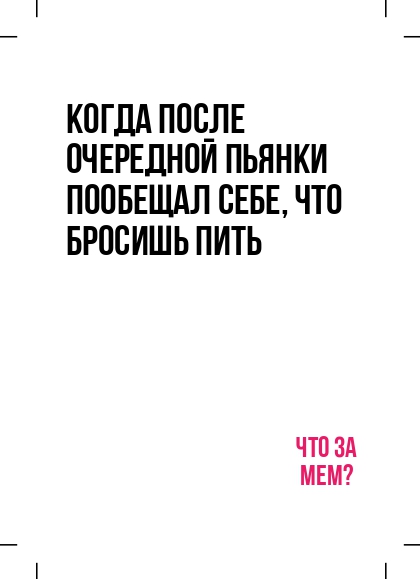 КОГДА ПОСЛЕ
ОЧЕРЕДНОЙ ПЬЯНКИ
ПООБЕЩАЛ СЕБЕ, ЧТО
БРОСИШЬ ПИТЬ
ЧТО ЗА
МЕМ?